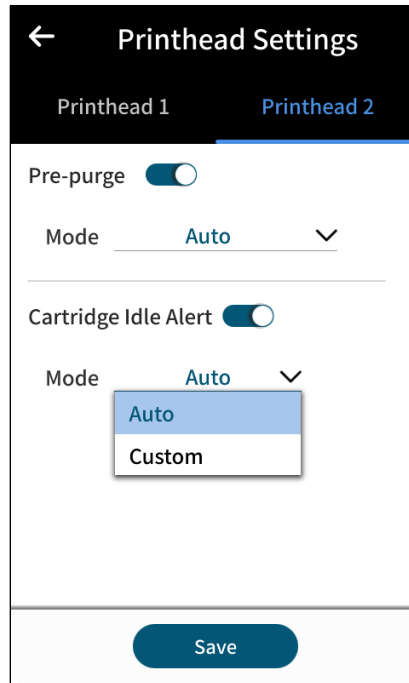 Printhead Settings
Printhead 1 Printhead 2
Pre-purge
Mode Auto
Cartridge Idle Alert
Mode Auto
Auto
Custom
Save